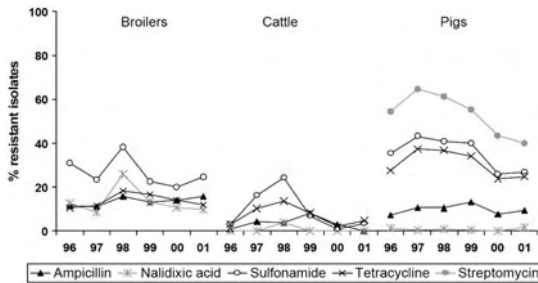 Broilers Cattle Pigs
% resistant isolates
100
80
60
40
20
0
96 97 98 99 00 01 96 97 98 99 00 01 96 97 98 99 00 01
Ampicillin Nalidixic acid Sulfonamide Tetracycline Streptomycin